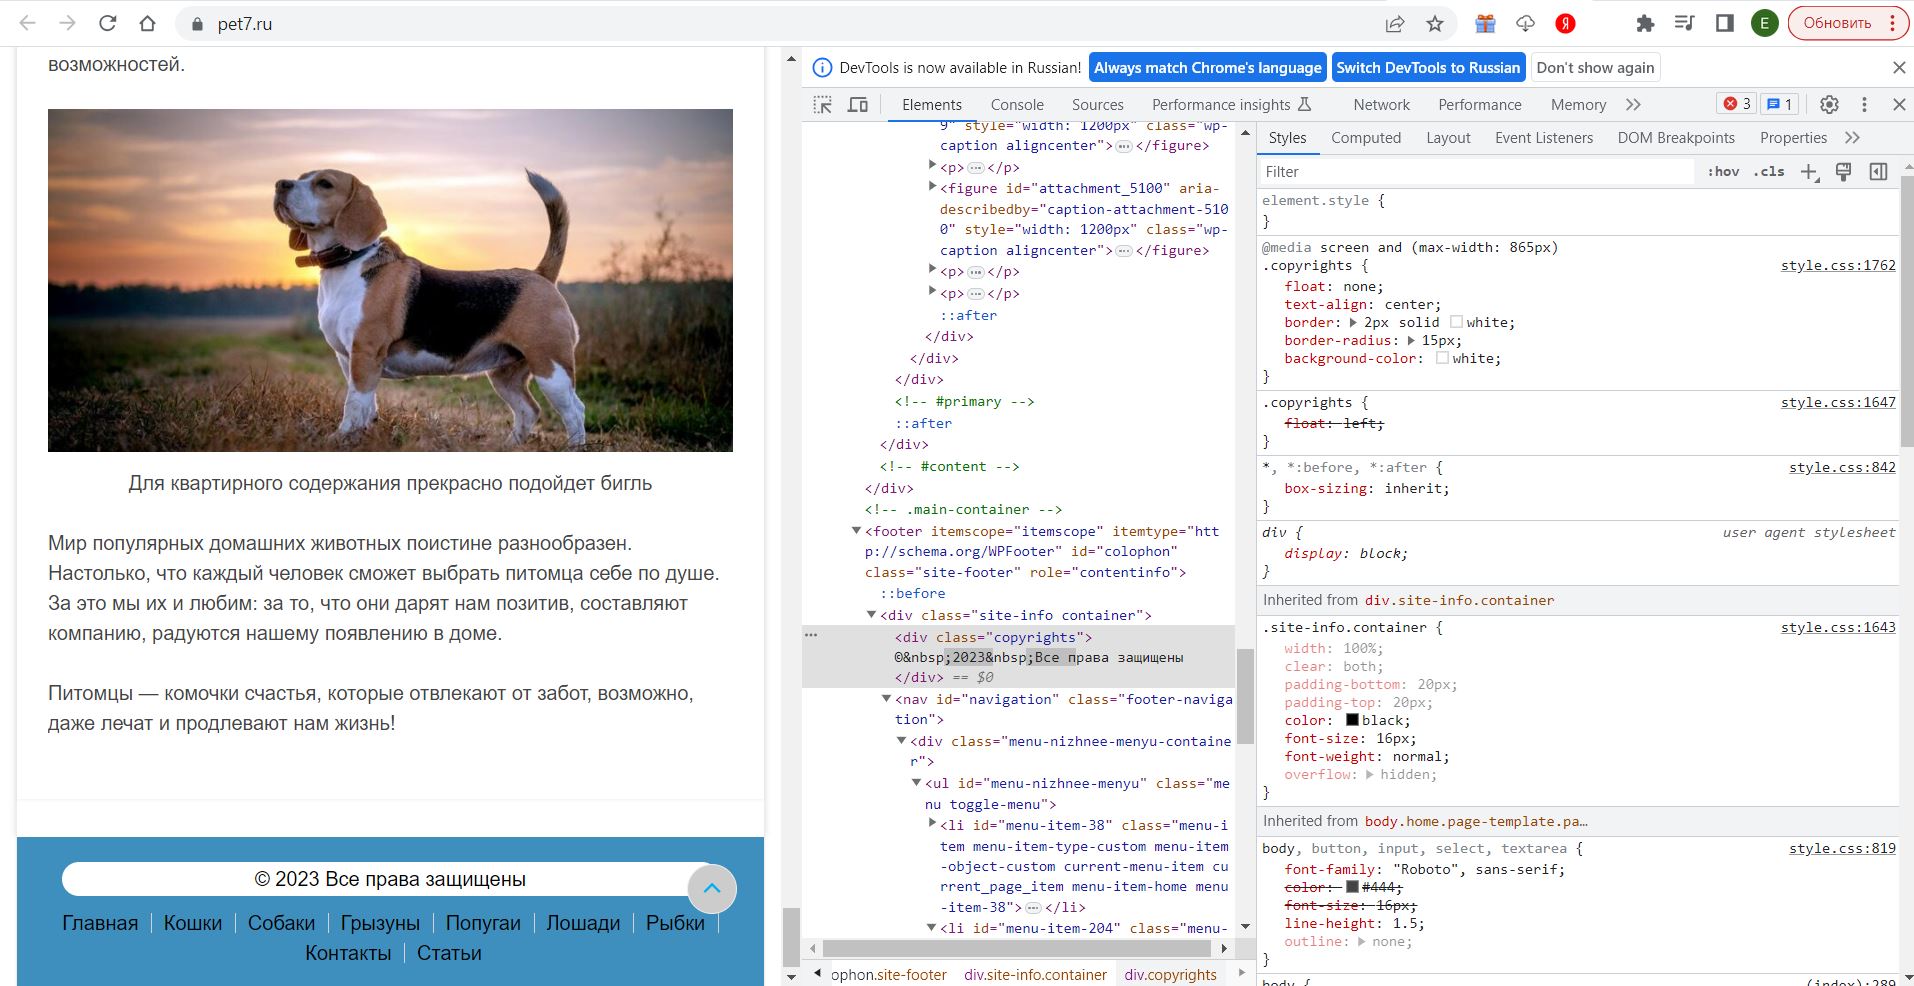 pet7.ru
Я
E
Обновить
возможностей.
Для квартирного содержания прекрасно подойдет бигль
Мир популярных домашних животных поистине разнообразен.
Настолько, что каждый человек сможет выбрать питомца себе по душе.
За это мы их и любим: за то, что они дарят нам позитив, составляют
компанию, радуются нашему появлению в доме.
Питомцы — комочки счастья, которые отвлекают от забот, возможно,
даже лечат и продлевают нам жизнь!
© 2023 Все права защищены
Главная Кошки Собаки Грызуны Попугаи Лошади Рыбки
Контакты Статьи
DevTools is now available in Russian! Always match Chrome's language Switch DevTools to Russian Don't show again
Elements Console Sources Performance insights Network Performance Memory 3 1
9" style="width: 1200px" class="wp-
caption aligncenter">…</figure>
<p>…</p>
<figure id="attachment_5100" aria-
describedby="caption-attachment-510
0" style="width: 1200px" class="wp-
caption aligncenter">…</figure>
<p>…</p>
<p>…</p>
::after
</div>
</div>
</div>
<!-- #primary -->
::after
</div>
<!-- #content -->
</div>
<!-- .main-container -->
<footer itemscope="itemscope" itemtype="htt
p://schema.org/WPFooter" id="colophon"
class="site-footer" role="contentinfo">
::before
<div class="site-info container">
<div class="copyrights">
©&nbsp;2023&nbsp;Все права защищены
</div> == $0
<nav id="navigation" class="footer-naviga
tion">
<div class="menu-nizhnee-menyu-containe
r">
<ul id="menu-nizhnee-menyu" class="me
nu toggle-menu">
<li id="menu-item-38" class="menu-i
tem menu-item-type-custom menu-item
-object-custom current-menu-item cu
rrent_page_item menu-item-home menu
-item-38">…</li>
<li id="menu-item-204" class="menu-
ophon.site-footer div.site-info.container div.copyrights
Styles Computed Layout Event Listeners DOM Breakpoints Properties
Filter :hov .cls
element.style {
}
@media screen and (max-width: 865px)
.copyrights { style.css:1762
float: none;
text-align: center;
border: 2px solid white;
border-radius: 15px;
background-color: white;
}
.copyrights { style.css:1647
float: left;
}
*, *:before, *:after { style.css:842
box-sizing: inherit;
}
div { user agent stylesheet
display: block;
}
Inherited from div.site-info.container
.site-info.container { style.css:1643
width: 100%;
clear: both;
padding-bottom: 20px;
padding-top: 20px;
color: black;
font-size: 16px;
font-weight: normal;
overflow: hidden;
}
Inherited from body.home.page-template.pa…
body, button, input, select, textarea { style.css:819
font-family: "Roboto", sans-serif;
color: #444;
font-size: 16px;
line-height: 1.5;
outline: none;
}
body { (index):289